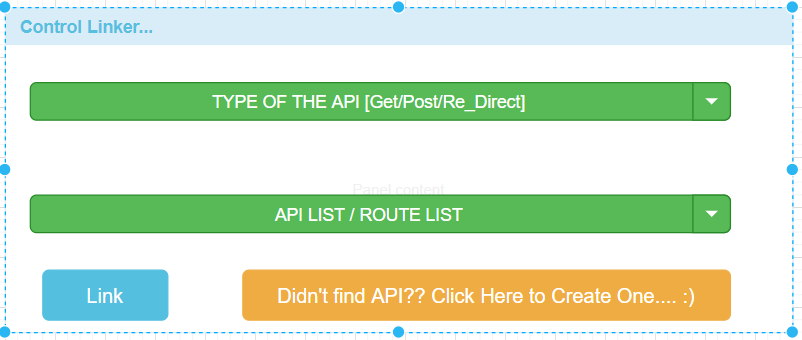 Control Linker...
TYPE OF THE API [Get/Post/Re_Direct]
Panel content
API LIST / ROUTE LIST
Link
Didn't find API?? Click Here to Create One.... :)